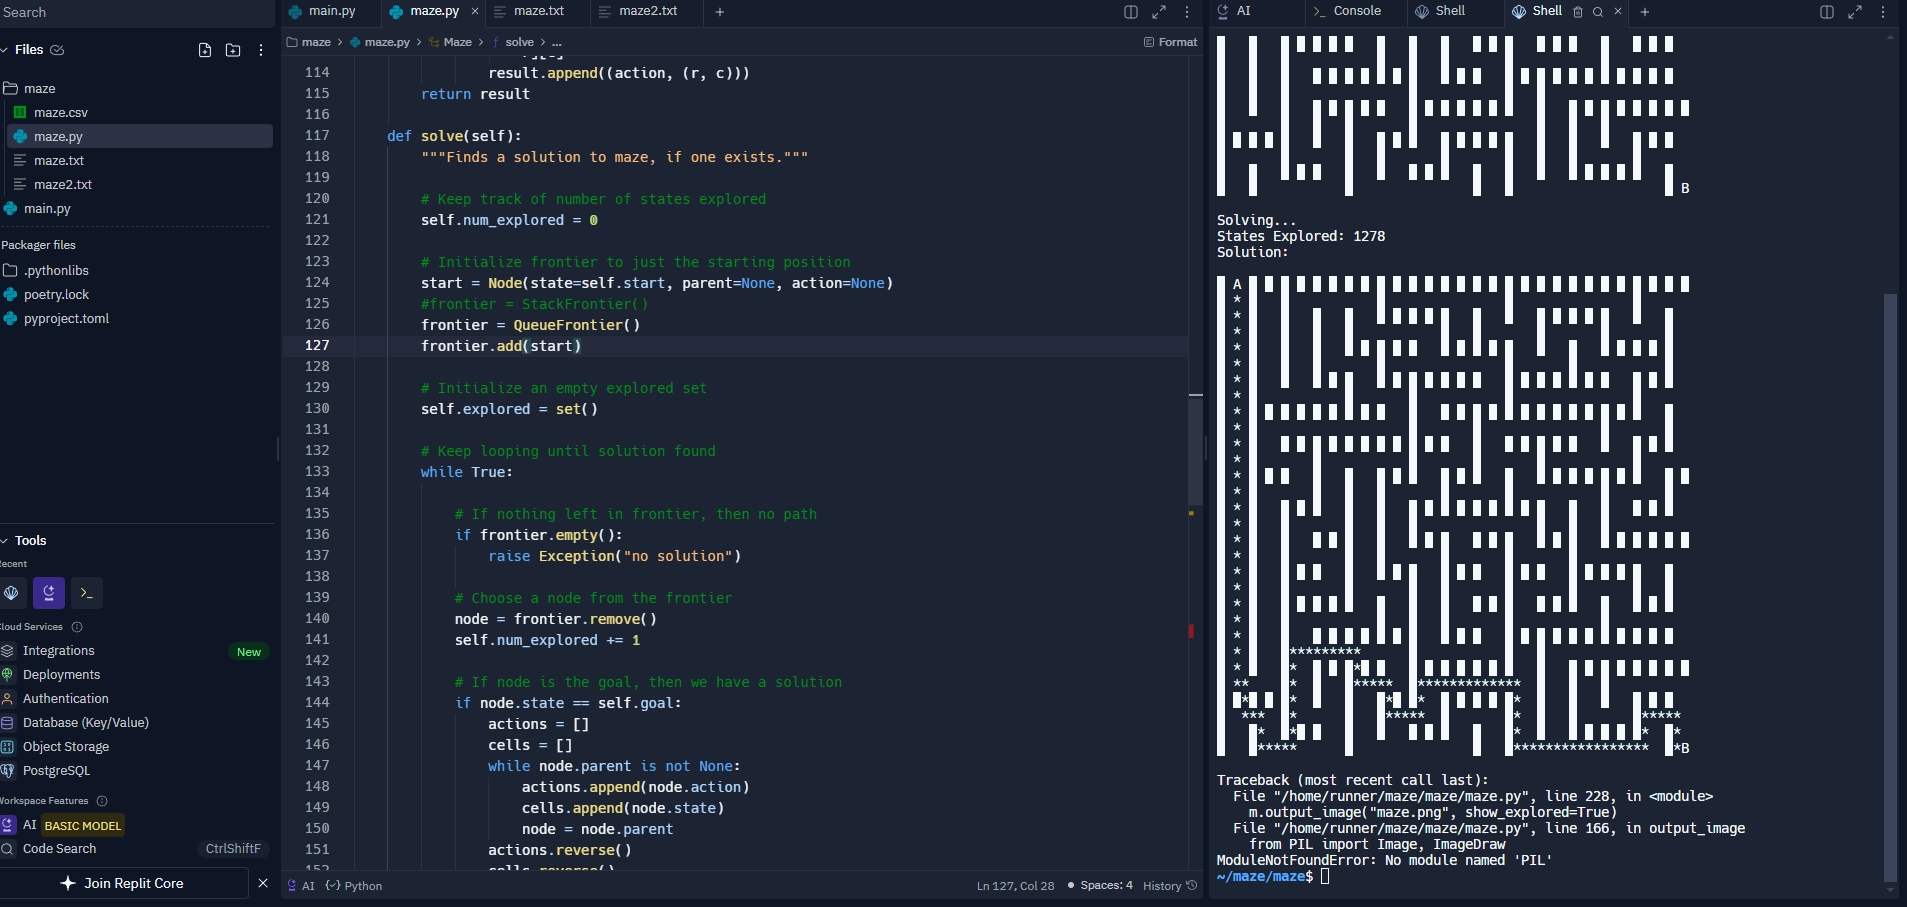 Search
Files
maze
maze.csv
maze.py
maze.txt
maze2.txt
main.py
Packager files
.pythonlibs
poetry.lock
pyproject.toml
Tools
Recent
Cloud Services
Integrations
New
Deployments
Authentication
Database (Key/Value)
Object Storage
PostgreSQL
Workspace Features
AI BASIC MODEL
Code Search CtrlShiftF
Join Replit Core
main.py maze.py × maze.txt maze2.txt +
maze > maze.py > Maze > f solve > ... Format
114 result.append((action, (r, c)))
115 return result
116
117 def solve(self):
118 """Finds a solution to maze, if one exists."""
119
120 # Keep track of number of states explored
121 self.num_explored = 0
122
123 # Initialize frontier to just the starting position
124 start = Node(state=self.start, parent=None, action=None)
125 #frontier = StackFrontier()
126 frontier = QueueFrontier()
127 frontier.add(start)
128
129 # Initialize an empty explored set
130 self.explored = set()
131
132 # Keep looping until solution found
133 while True:
134
135 # If nothing left in frontier, then no path
136 if frontier.empty():
137 raise Exception("no solution")
138
139 # Choose a node from the frontier
140 node = frontier.remove()
141 self.num_explored += 1
142
143 # If node is the goal, then we have a solution
144 if node.state == self.goal:
145 actions = []
146 cells = []
147 while node.parent is not None:
148 actions.append(node.action)
149 cells.append(node.state)
150 node = node.parent
151 actions.reverse()
152 cells.reverse()
AI Python Ln 127, Col 28 Spaces: 4 History
AI Console Shell Shell × +
B
Solving...
States Explored: 1278
Solution:
A
B
Traceback (most recent call last):
File "/home/runner/maze/maze/maze.py", line 228, in <module>
m.output_image("maze.png", show_explored=True)
File "/home/runner/maze/maze/maze.py", line 166, in output_image
from PIL import Image, ImageDraw
ModuleNotFoundError: No module named 'PIL'
~/maze/maze$